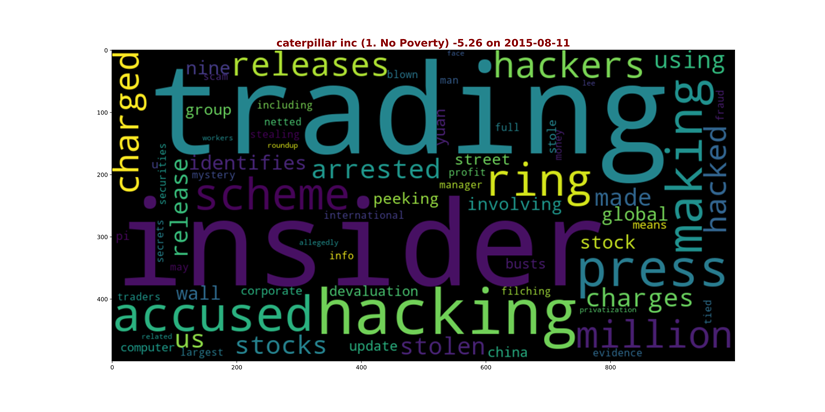 caterpillar inc (1. No Poverty) -5.26 on 2015-08-11
0
100
200
300
400
0
200
400
600
800
charged
nine
scam
releases
blown
face
man
hackers
using
lee
trading
group
including
netted
stealing
workers
roundup
yuan
full
stole
money
making
fraud
hacked
securities
u
identifies
mystery
release
arrested
street
profit
manager
ring
scheme
peeking
involving
made
global
means
international
secrets
pi
may
insider
allegedly
info
busts
stock
press
traders
wall
corporate
devaluation
filching
charges
privatization
tied
accused
hacking
million
related
us
computer
largest
stocks
update
stolen
china
evidence